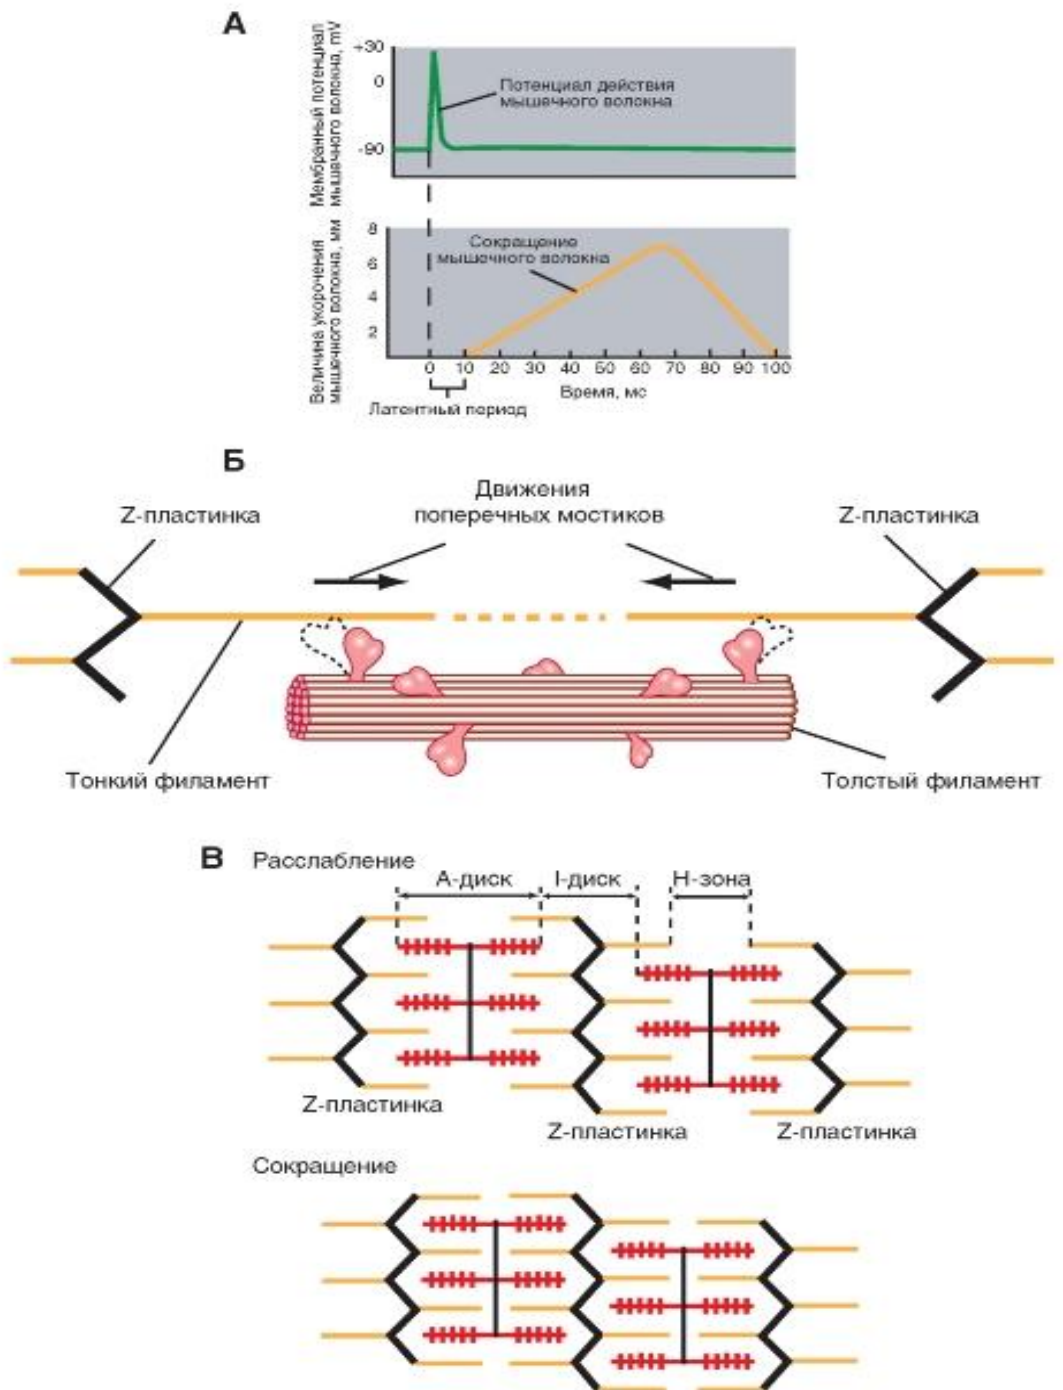 А
Мембранный потенциал
мышечного волокна, mV
+30
0
-90
Потенциал действия
мышечного волокна
Величина укорочения
мышечного волокна, мм
8
6
4
2
Сокращение
мышечного волокна
0 10 20 30 40 50 60 70 80 90 100
Время, мс
Латентный период
Б
Z-пластинка
Движения
поперечных мостиков
Z-пластинка
Тонкий филамент
Толстый филамент
В
Расслабление
А-диск
I-диск
Н-зона
Z-пластинка
Z-пластинка
Z-пластинка
Сокращение